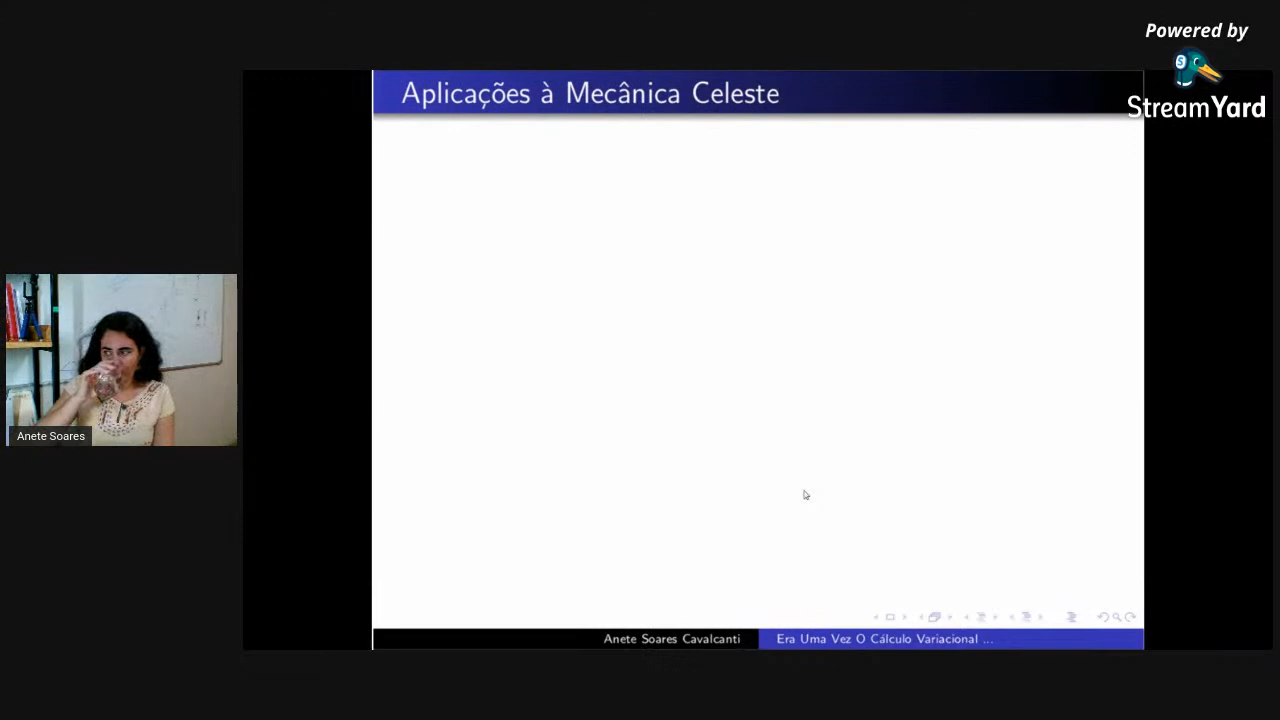 Powered by
StreamYard
Aplicações à Mecânica Celeste
Anete Soares
Anete Soares Cavalcanti
Era Uma Vez O Cálculo Variacional ...